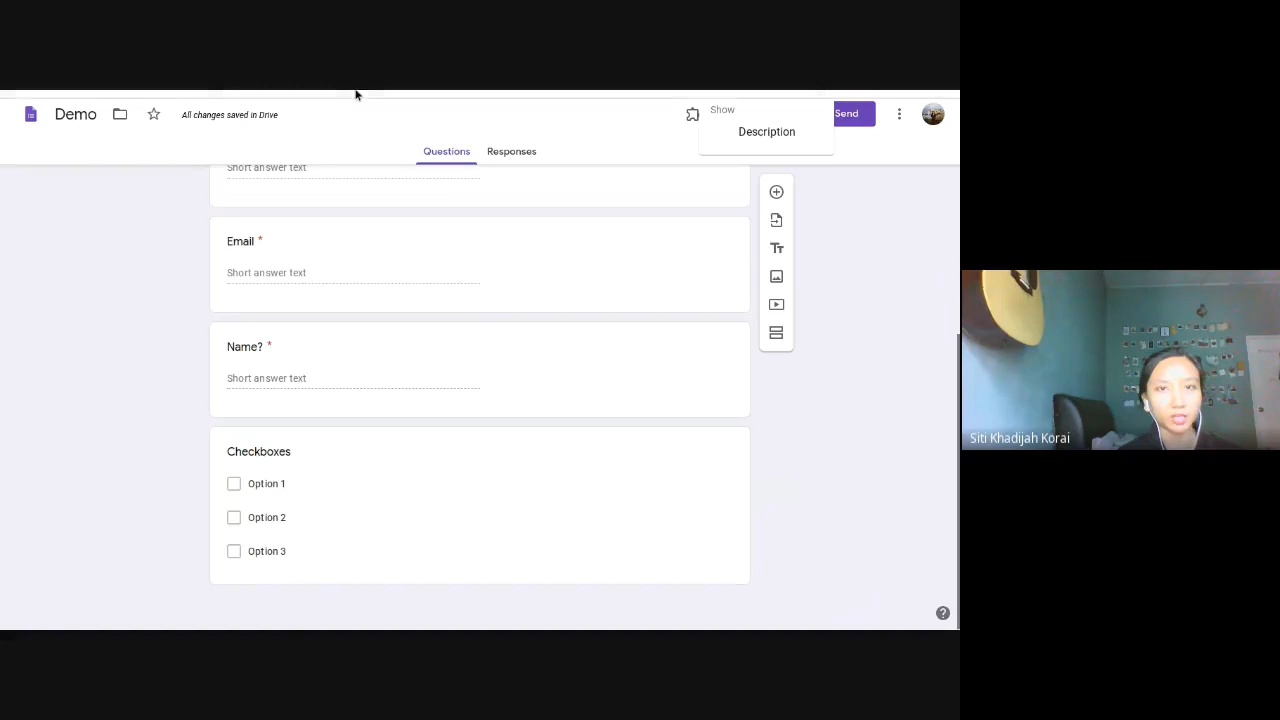 Demo
All changes saved in Drive
Show
Description
Send
Questions
Responses
Short answer text
Email *
Short answer text
Name? *
Short answer text
Checkboxes
Option 1
Option 2
Option 3
Tт
Siti Khadijah Korai